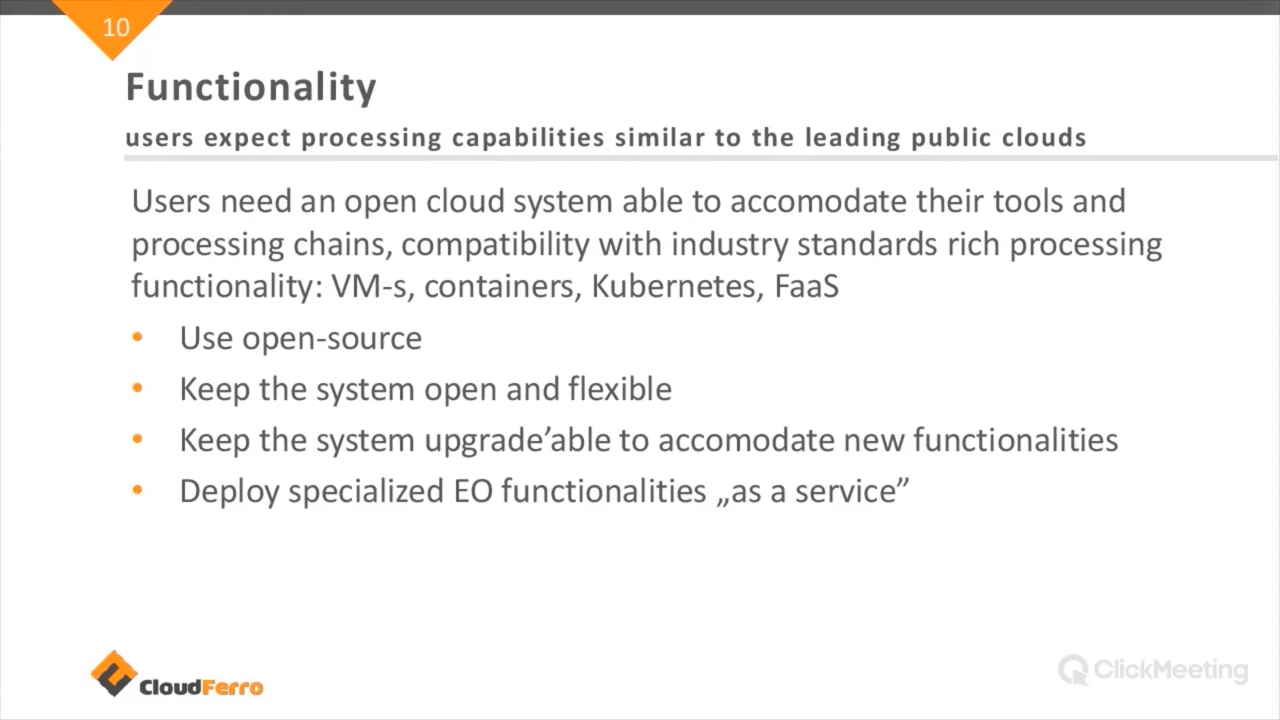 10
Functionality
users expect processing capabilities similar to the leading public clouds
Users need an open cloud system able to accomodate their tools and
processing chains, compatibility with industry standards rich processing
functionality: VM-s, containers, Kubernetes, FaaS
• Use open-source
• Keep the system open and flexible
• Keep the system upgrade’able to accomodate new functionalities
• Deploy specialized EO functionalities „as a service”
CloudFerro
ClickMeeting